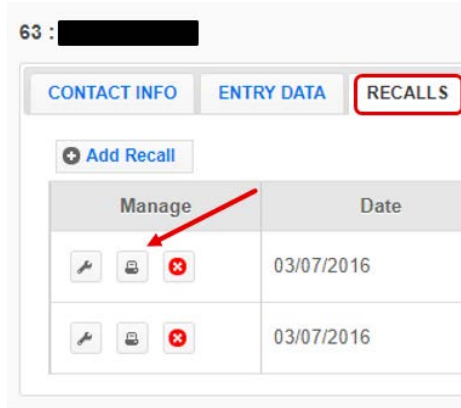 63 :
CONTACT INFO ENTRY DATA RECALLS
Add Recall
Manage Date
03/07/2016
03/07/2016